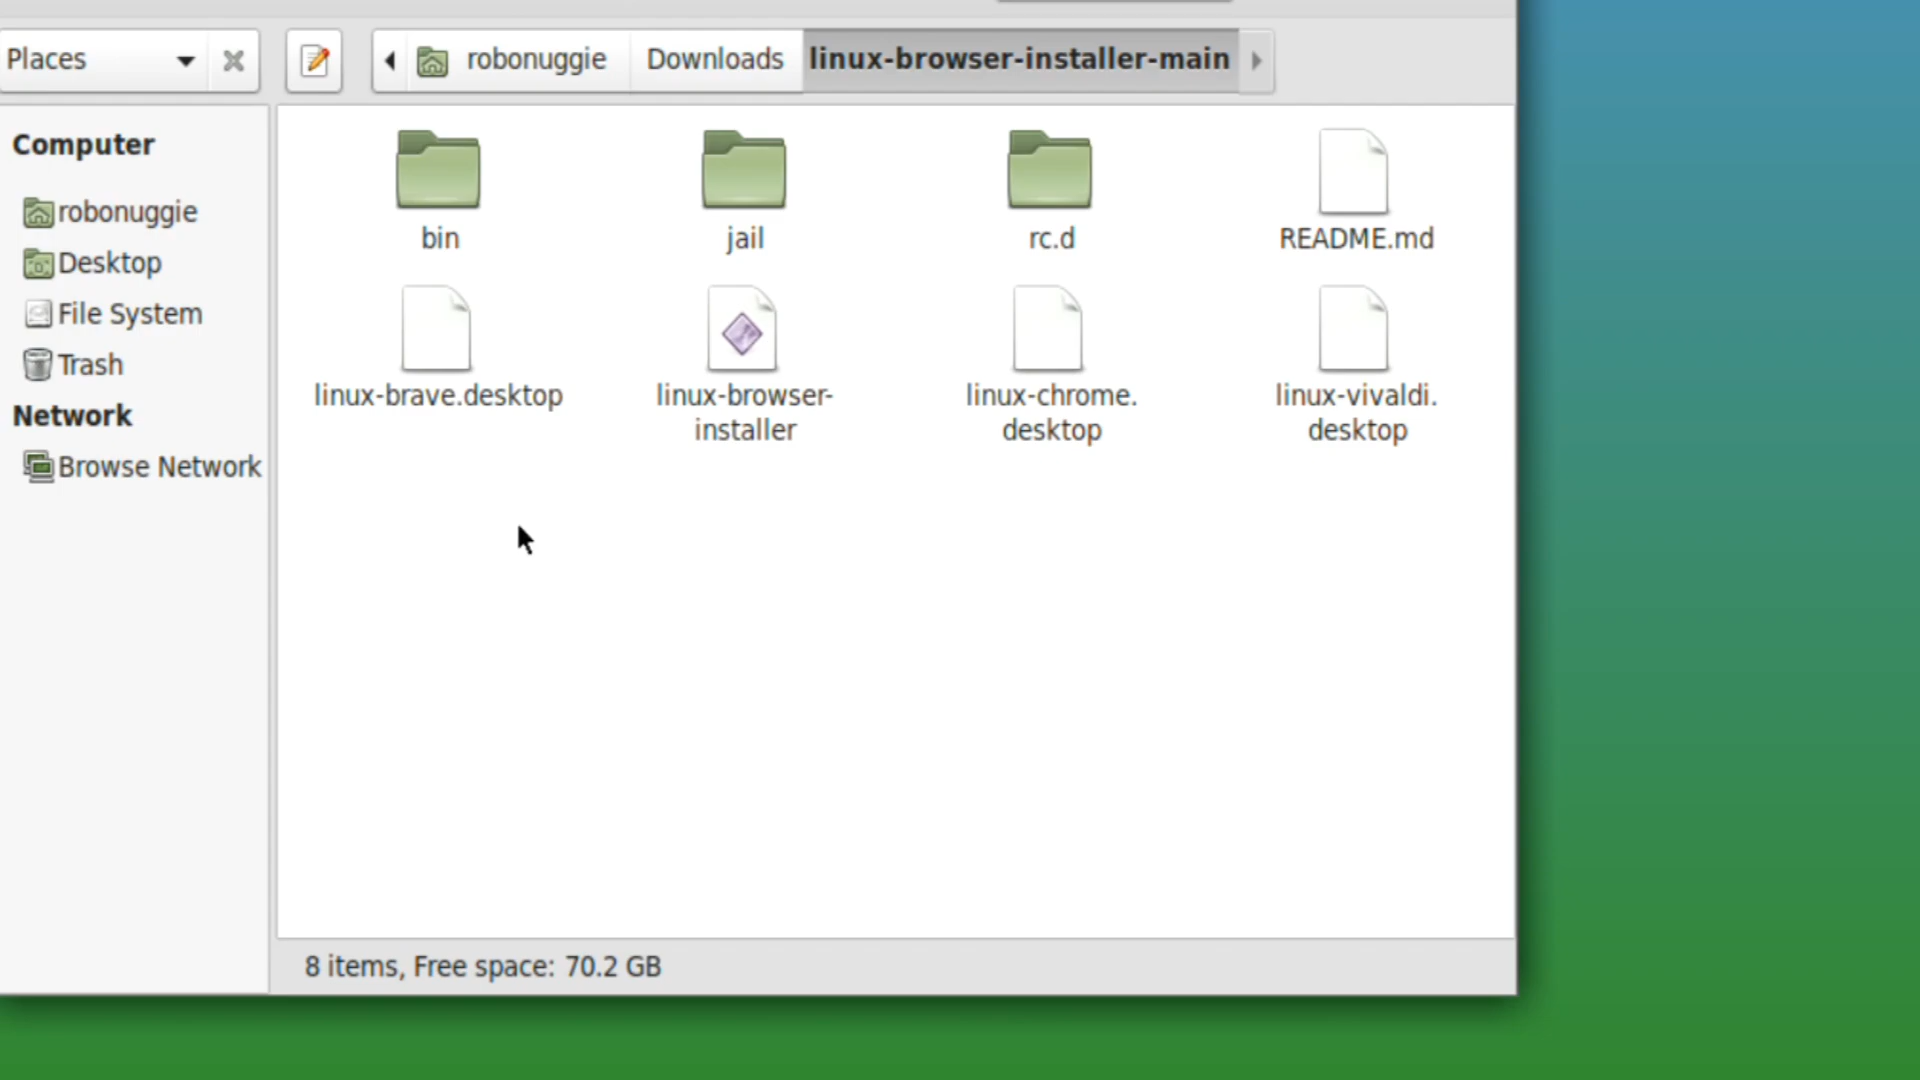 Places
robonuggie Downloads linux-browser-installer-main
Computer
robonuggie
Desktop
File System
Trash
Network
Browse Network
bin jail rc.d README.md
linux-brave.desktop linux-browser- linux-chrome. linux-vivaldi.
installer desktop desktop
8 items, Free space: 70.2 GB